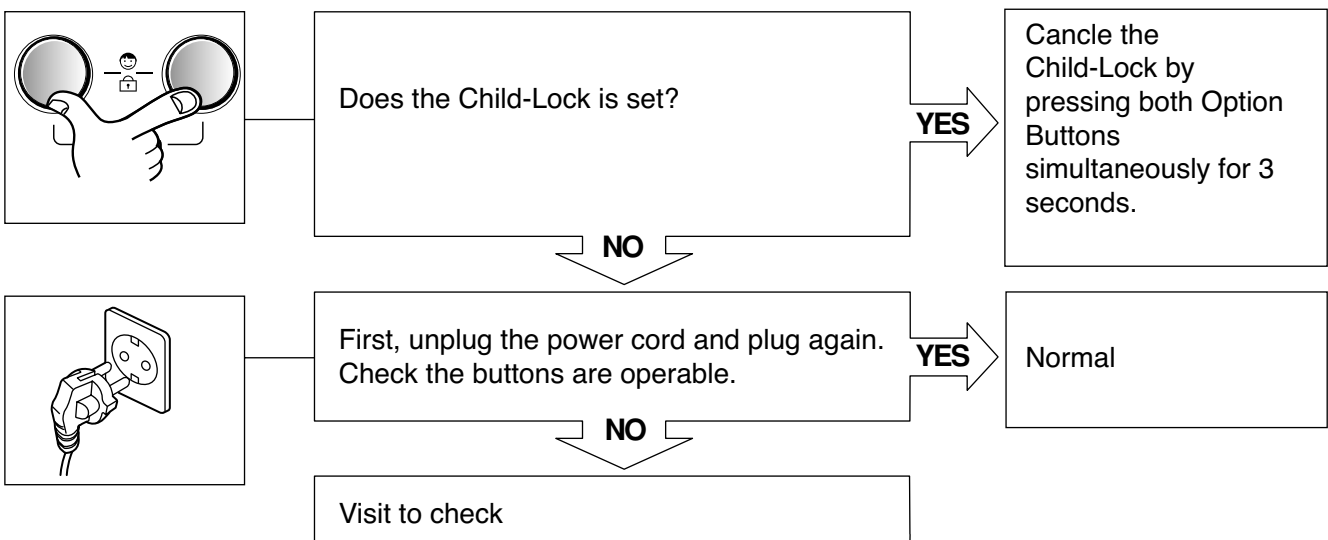 Does the Child-Lock is set?
YES
Cancle the
Child-Lock by
pressing both Option
Buttons
simultaneously for 3
seconds.
NO
First, unplug the power cord and plug again.
Check the buttons are operable.
YES
Normal
NO
Visit to check